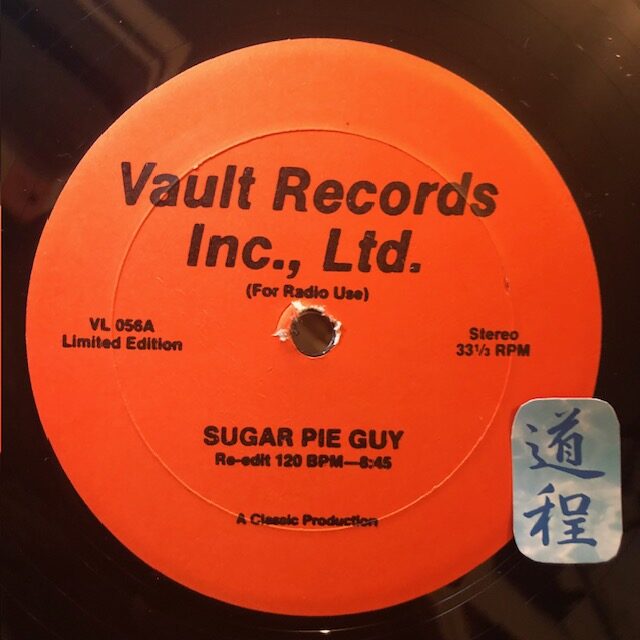 Vault Records
Inc., Ltd.
(For Radio Use)
VL 056A
Limited Edition
Stereo
33⅓ RPM
SUGAR PIE GUY
Re-edit 120 BPM—8:45
A Classic Production
道
程